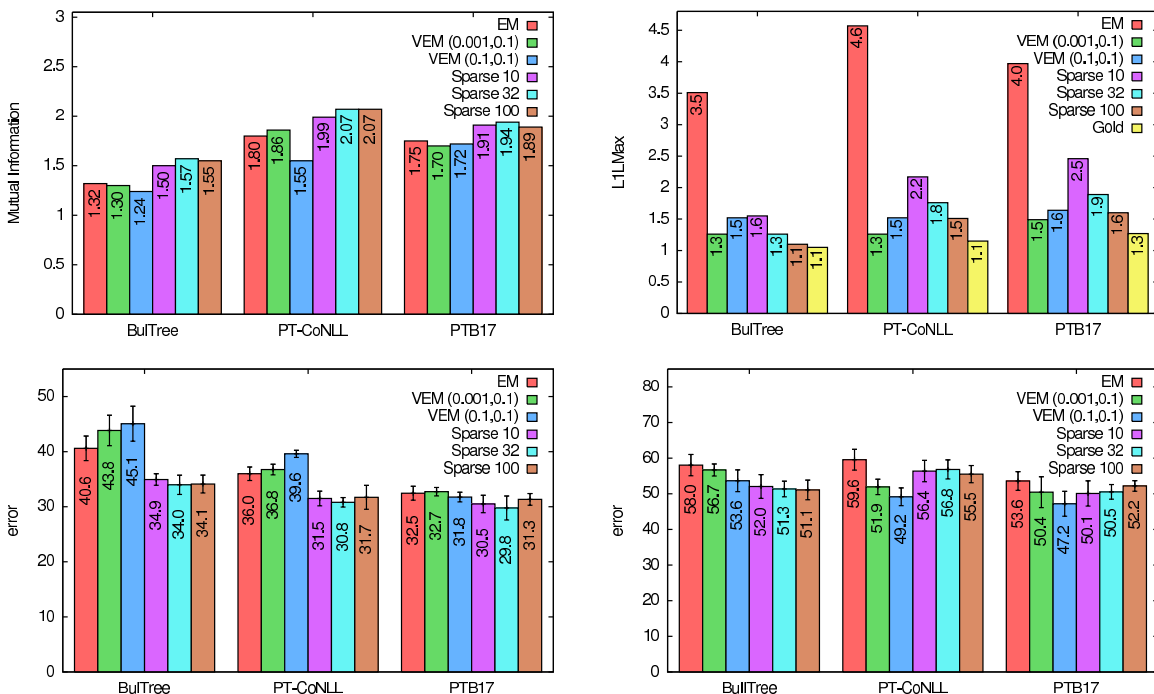 3
2.5
2
1.5
1
0.5
0
Mutual Information
EM
VEM (0.001,0.1)
VEM (0.1,0.1)
Sparse 10
Sparse 32
Sparse 100
1.32
1.30
1.24
1.50
1.57
1.55
1.80
1.86
1.55
1.99
2.07
2.07
1.75
1.70
1.72
1.91
1.94
1.89
BulTree
PT-CoNLL
PTB17
4.5
4
3.5
3
2.5
2
1.5
1
0.5
0
L1LMax
EM
VEM (0.001,0.1)
VEM (0.1,0.1)
Sparse 10
Sparse 32
Sparse 100
Gold
3.5
1.3
1.5
1.6
1.3
1.1
1.1
4.6
1.3
1.5
2.2
1.8
1.5
1.1
4.0
1.5
1.6
2.5
1.9
1.6
1.3
BulTree
PT-CoNLL
PTB17
50
40
30
20
10
0
error
EM
VEM (0.001,0.1)
VEM (0.1,0.1)
Sparse 10
Sparse 32
Sparse 100
40.6
43.8
45.1
34.9
34.0
34.1
36.0
36.8
39.6
31.5
30.8
31.7
32.5
32.7
31.8
30.5
29.8
31.3
BulTree
PT-CoNLL
PTB17
80
70
60
50
40
30
20
10
0
error
EM
VEM (0.001,0.1)
VEM (0.1,0.1)
Sparse 10
Sparse 32
Sparse 100
58.0
56.7
53.6
52.0
51.3
51.1
59.6
51.9
49.2
56.4
56.8
55.5
53.6
50.4
47.2
50.1
50.5
52.2
BullTree
PT-CoNLL
PTB17